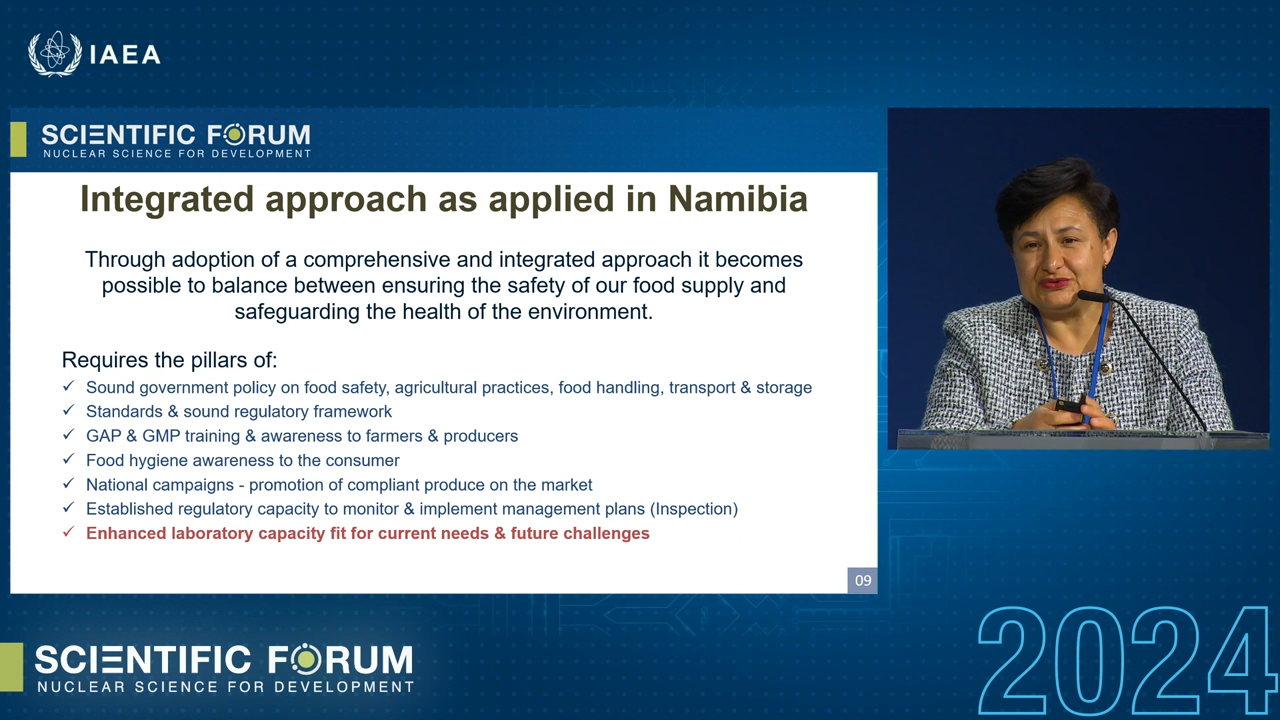 IAEA
SCIENTIFIC FORUM
NUCLEAR SCIENCE FOR DEVELOPMENT
Integrated approach as applied in Namibia
Through adoption of a comprehensive and integrated approach it becomes
possible to balance between ensuring the safety of our food supply and
safeguarding the health of the environment.
Requires the pillars of:
✓ Sound government policy on food safety, agricultural practices, food handling, transport & storage
✓ Standards & sound regulatory framework
✓ GAP & GMP training & awareness to farmers & producers
✓ Food hygiene awareness to the consumer
✓ National campaigns - promotion of compliant produce on the market
✓ Established regulatory capacity to monitor & implement management plans (Inspection)
✓ Enhanced laboratory capacity fit for current needs & future challenges
09
SCIENTIFIC FORUM
NUCLEAR SCIENCE FOR DEVELOPMENT
2024